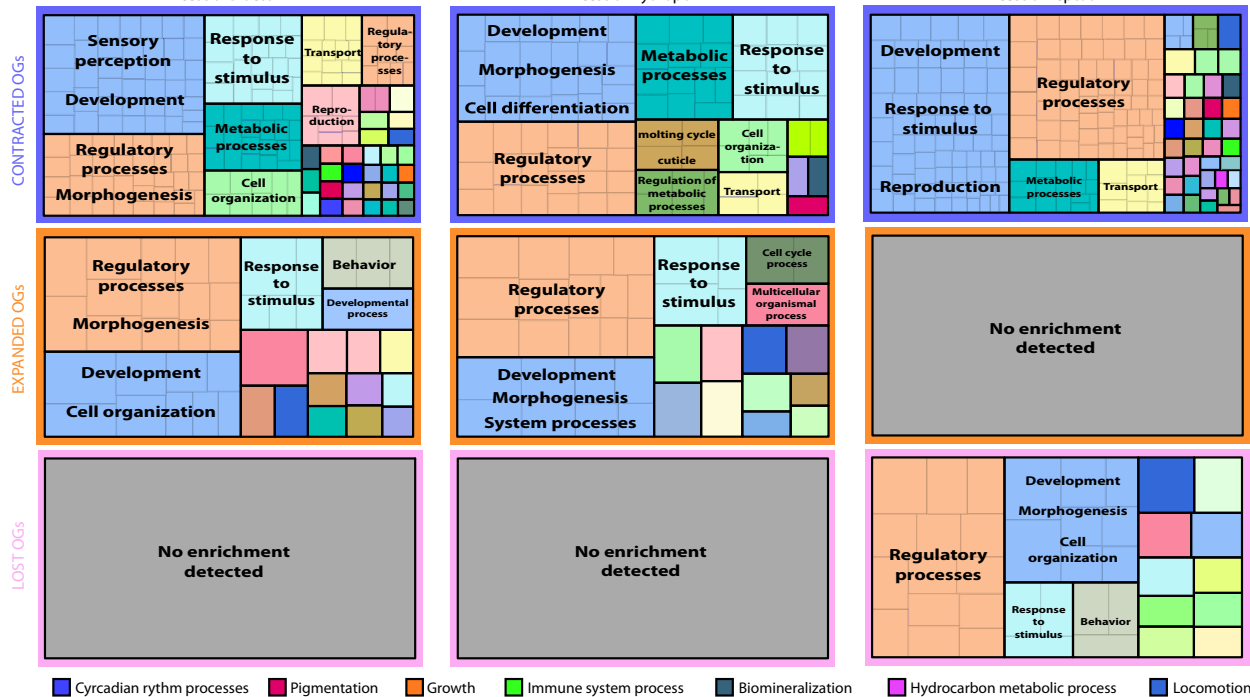 CONTRACTED OGs
Sensory
perception
Development
Regulatory
processes
Morphogenesis
Response
to
stimulus
Metabolic
processes
Cell
organization
Transport
Regula-
tory
proce-
sses
Repro-
duction
Development
Morphogenesis
Cell differentiation
Regulatory
processes
Metabolic
processes
Response
to
stimulus
molting cycle
cuticle
Regulation of
metabolic
processes
Cell
organiza-
tion
Transport
Development
Response to
stimulus
Reproduction
Regulatory
processes
Metabolic
processes
Transport
EXPANDED OGs
Regulatory
processes
Morphogenesis
Development
Cell organization
Response
to
stimulus
Behavior
Developmental
process
Regulatory
processes
Development
Morphogenesis
System processes
Response
to
stimulus
Cell cycle
process
Multicellular
organismal
process
No enrichment
detected
LOST OGs
No enrichment
detected
No enrichment
detected
Regulatory
processes
Development
Morphogenesis
Cell
organization
Response
to
stimulus
Behavior
Cyrcadian rythm processes
Pigmentation
Growth
Immune system process
Biomineralization
Hydrocarbon metabolic process
Locomotion